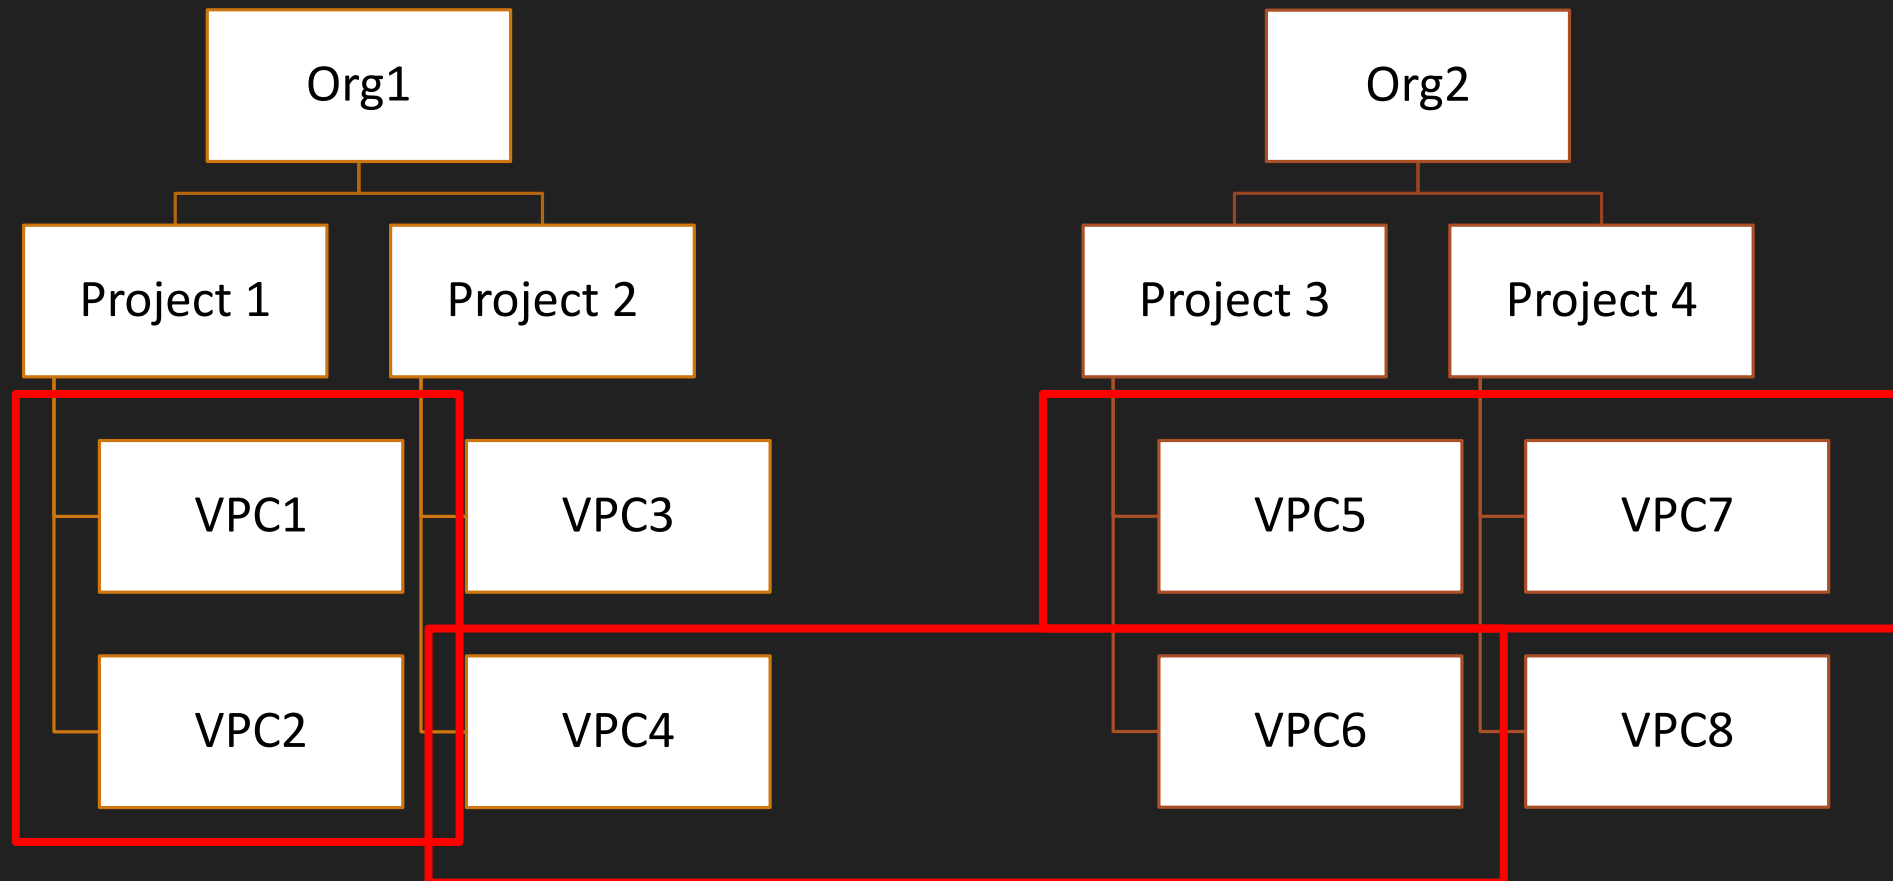 Org1
Org2
Project 1
Project 2
Project 3
Project 4
VPC1
VPC3
VPC5
VPC7
VPC2
VPC4
VPC6
VPC8